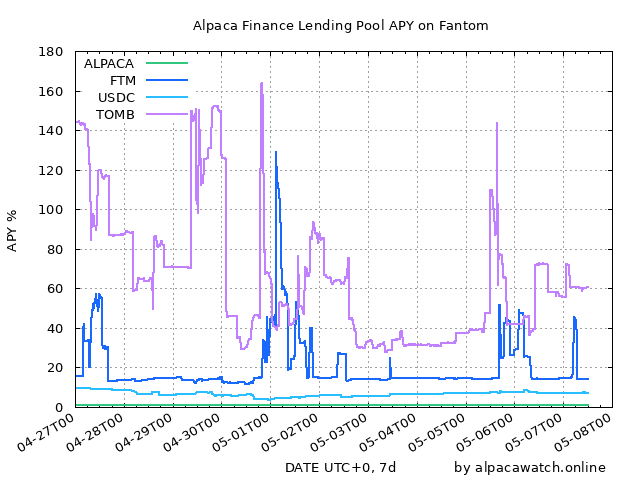 Alpaca Finance Lending Pool APY on Fantom
APY %
180
160
140
120
100
80
60
40
20
0
ALPACA
FTM
USDC
TOMB
04-27T00
04-28T00
04-29T00
04-30T00
05-01T00
05-02T00
05-03T00
05-04T00
05-05T00
05-06T00
05-07T00
05-08T00
DATE UTC+0, 7d
by alpacawatch.online